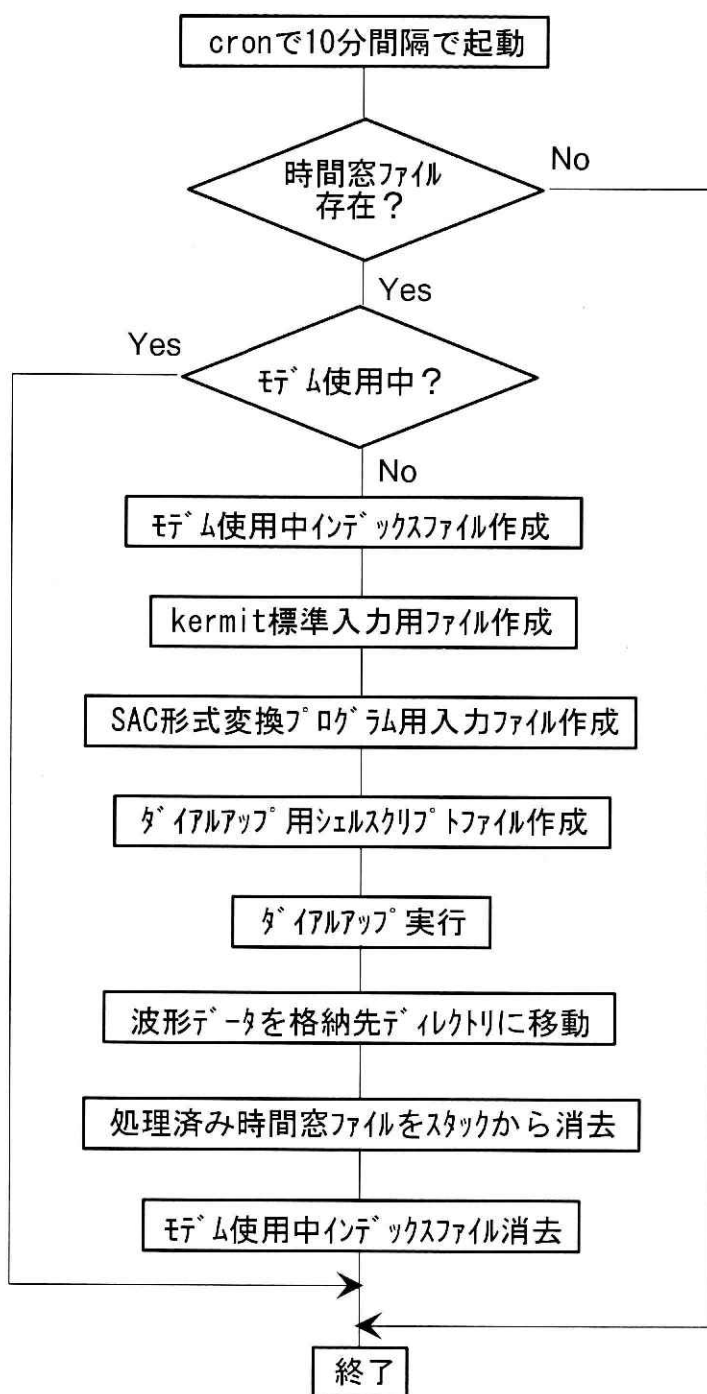 cronで10分間隔で起動
時間窓ファイル
存在？
No
Yes
Yes
モデム使用中？
No
モデム使用中インデックスファイル作成
kermit標準入力用ファイル作成
SAC形式変換プログラム用入力ファイル作成
ダイアルアップ用シェルスクリプトファイル作成
ダイアルアップ実行
波形データを格納先ディレクトリに移動
処理済み時間窓ファイルをスタックから消去
モデム使用中インデックスファイル消去
終了